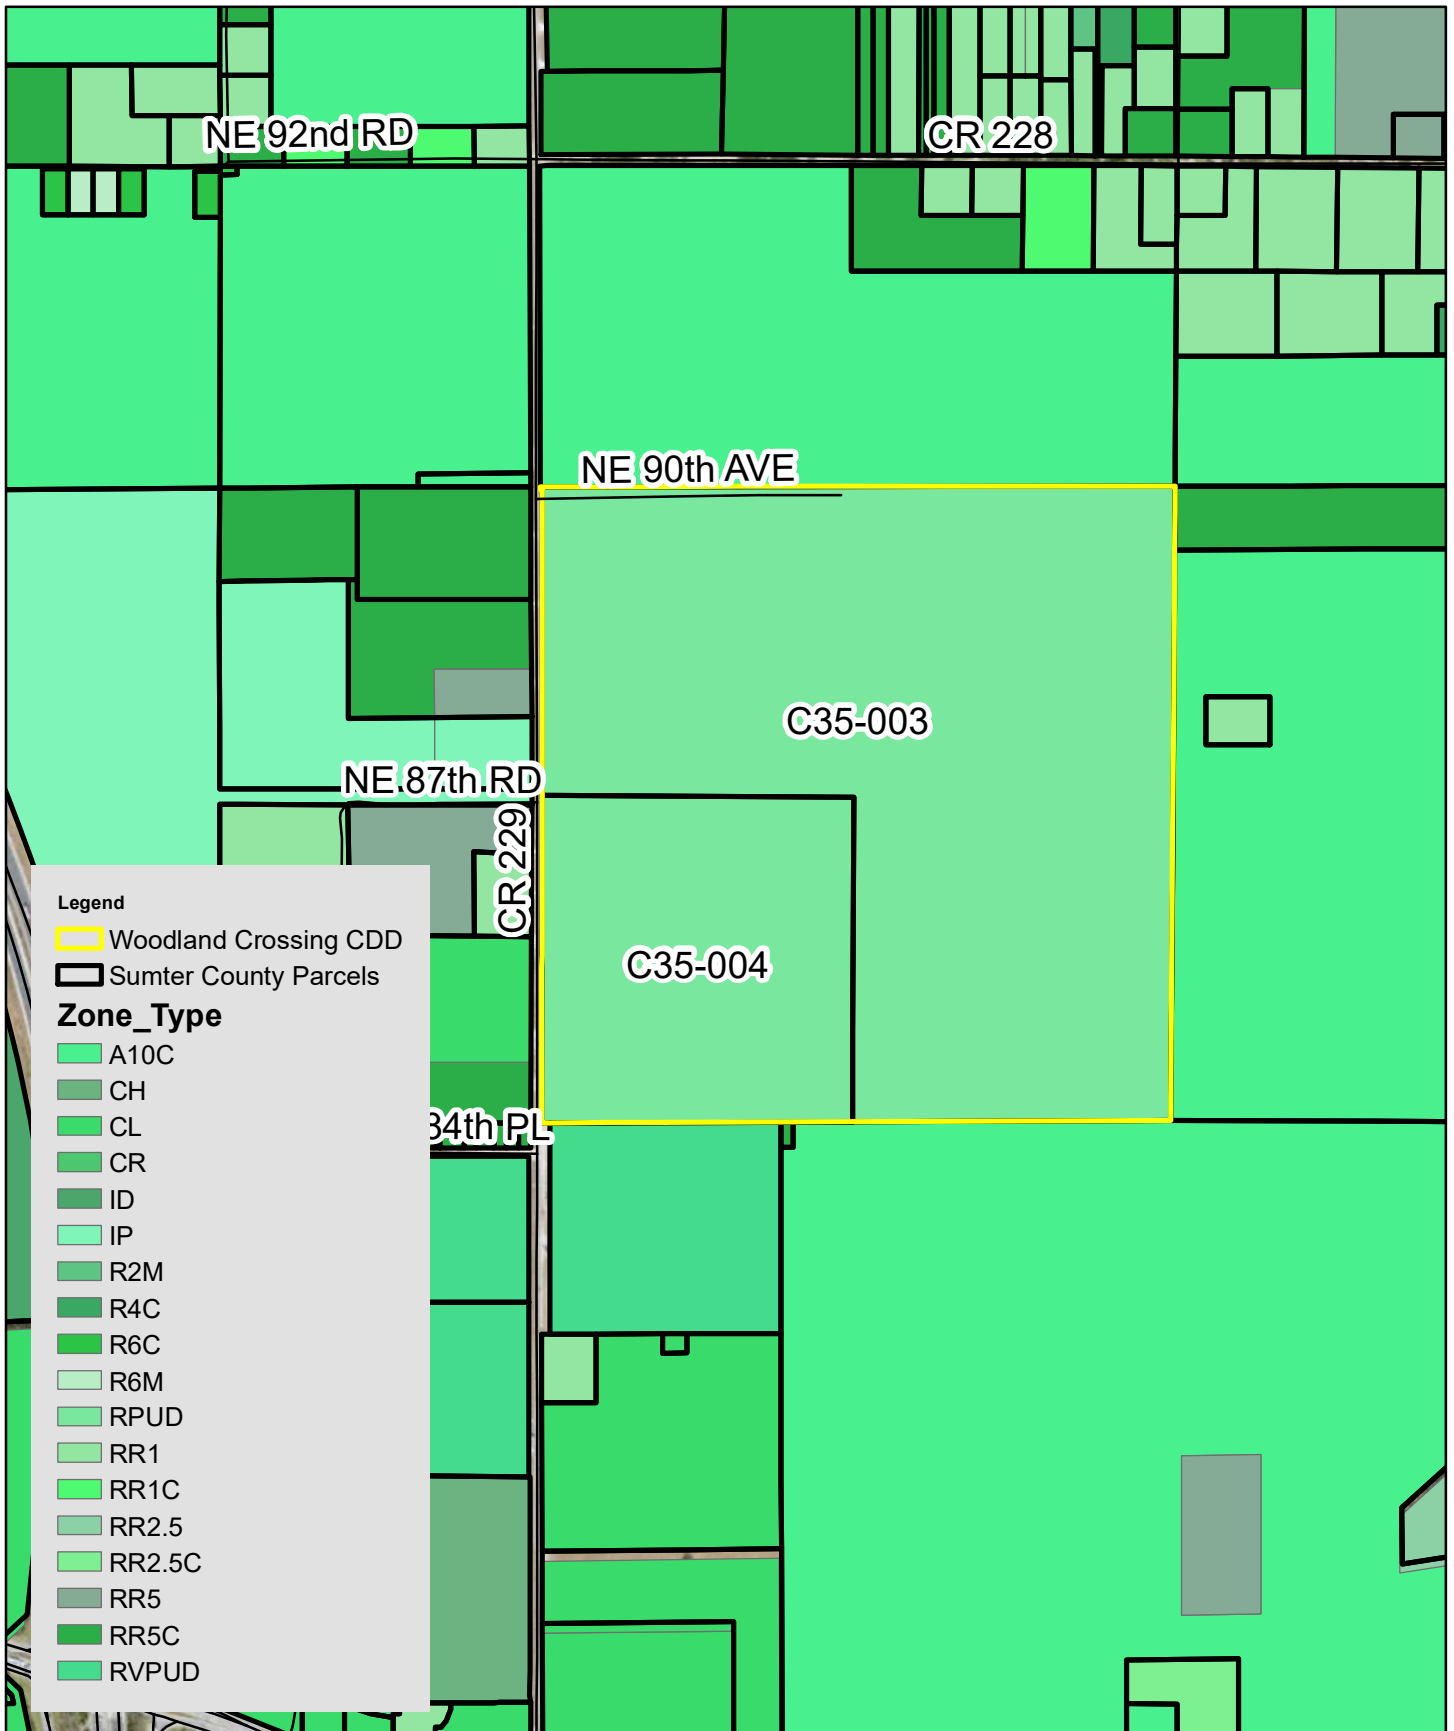 NE 92nd RD
CR 228
NE 90th AVE
C35-003
NE 87th RD
CR 229
C35-004
84th PL
Legend
Woodland Crossing CDD
Sumter County Parcels
Zone_Type
A10C
CH
CL
CR
ID
IP
R2M
R4C
R6C
R6M
RPUD
RR1
RR1C
RR2.5
RR2.5C
RR5
RR5C
RVPUD